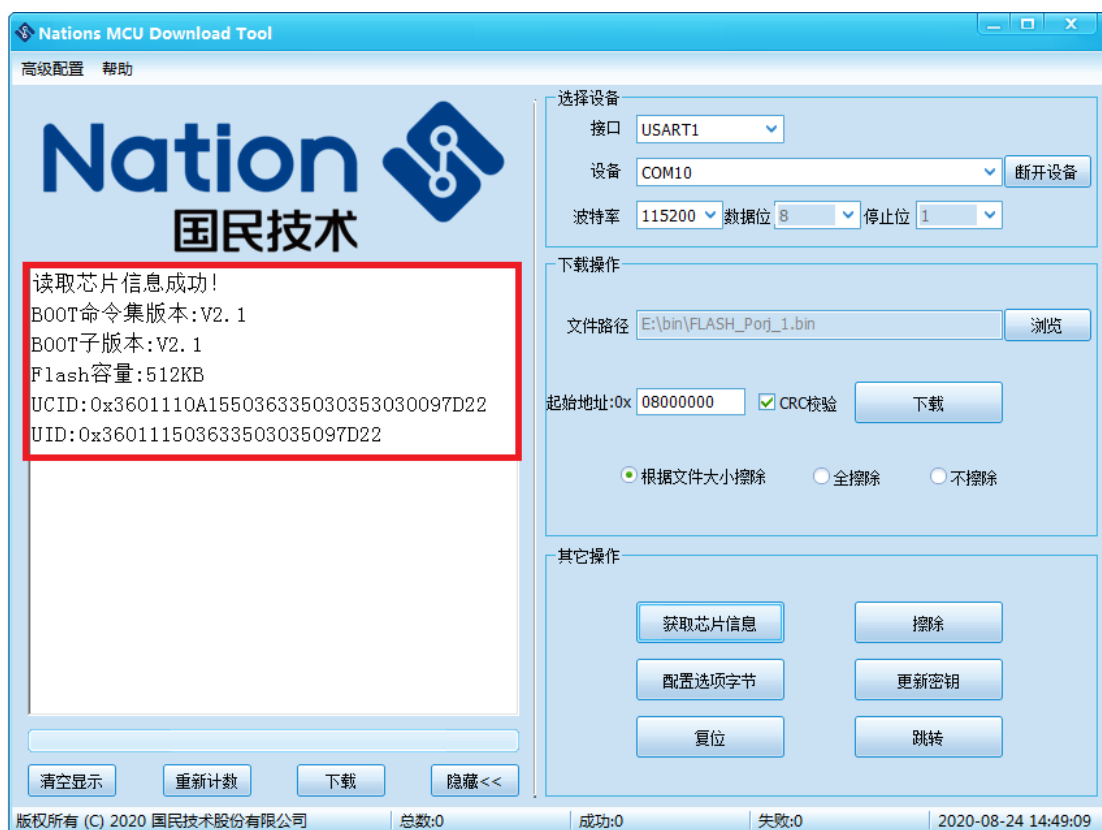 Nations MCU Download Tool
高级配置 帮助
Nation
国民技术
读取芯片信息成功!
BOOT命令集版本:V2.1
BOOT子版本:V2.1
Flash容量:512KB
UCID:0x3601110A155036335030353030097D22
UID:0x360111503633503035097D22
清空显示 重新计数 下载 隐藏<<
选择设备
接口 USART1
设备 COM10 断开设备
波特率 115200 数据位 8 停止位 1
下载操作
文件路径 E:\bin\FLASH_Porj_1.bin 浏览
起始地址:0x 08000000 CRC校验 下载
根据文件大小擦除 全擦除 不擦除
其它操作
获取芯片信息 擦除
配置选项字节 更新密钥
复位 跳转
版权所有 (C) 2020 国民技术股份有限公司 总数:0 成功:0 失败:0 2020-08-24 14:49:09